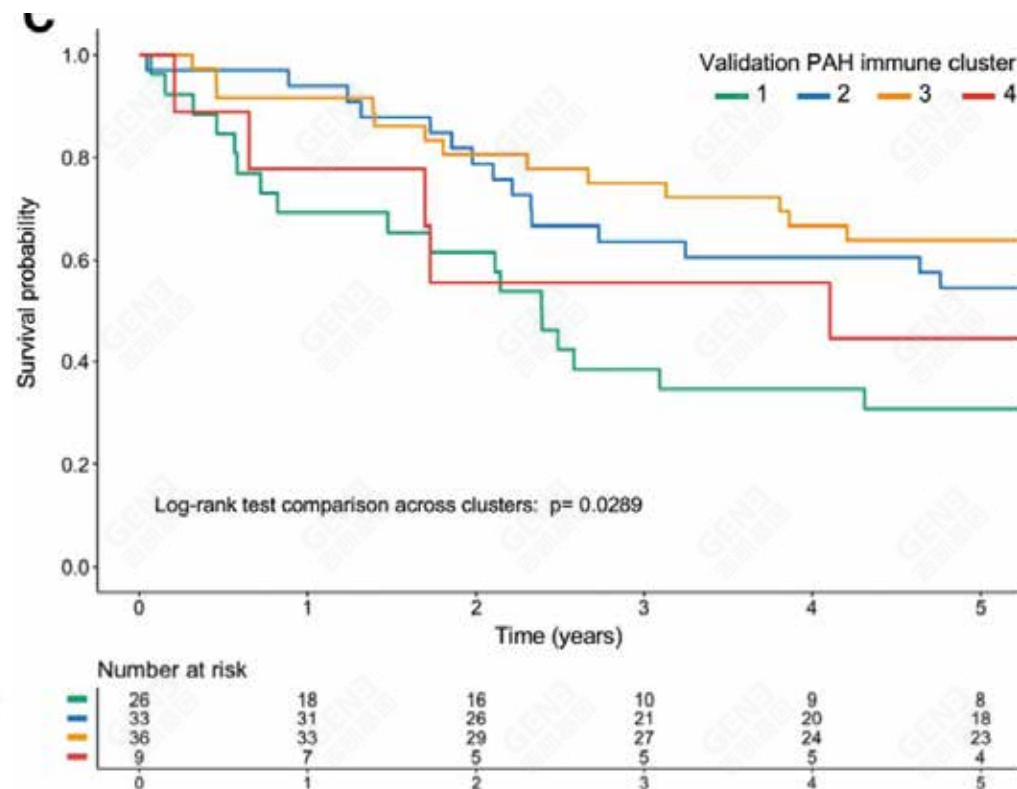 C
1.0
0.8
0.6
0.4
0.2
0.0
Survival probability
Validation PAH immune cluster
1 2 3 4
Log-rank test comparison across clusters: p= 0.0289
0 1 2 3 4 5
Time (years)
Number at risk
26 18 16 10 9 8
33 31 26 21 20 18
36 33 29 27 24 23
9 7 5 5 5 4
0 1 2 3 4 5